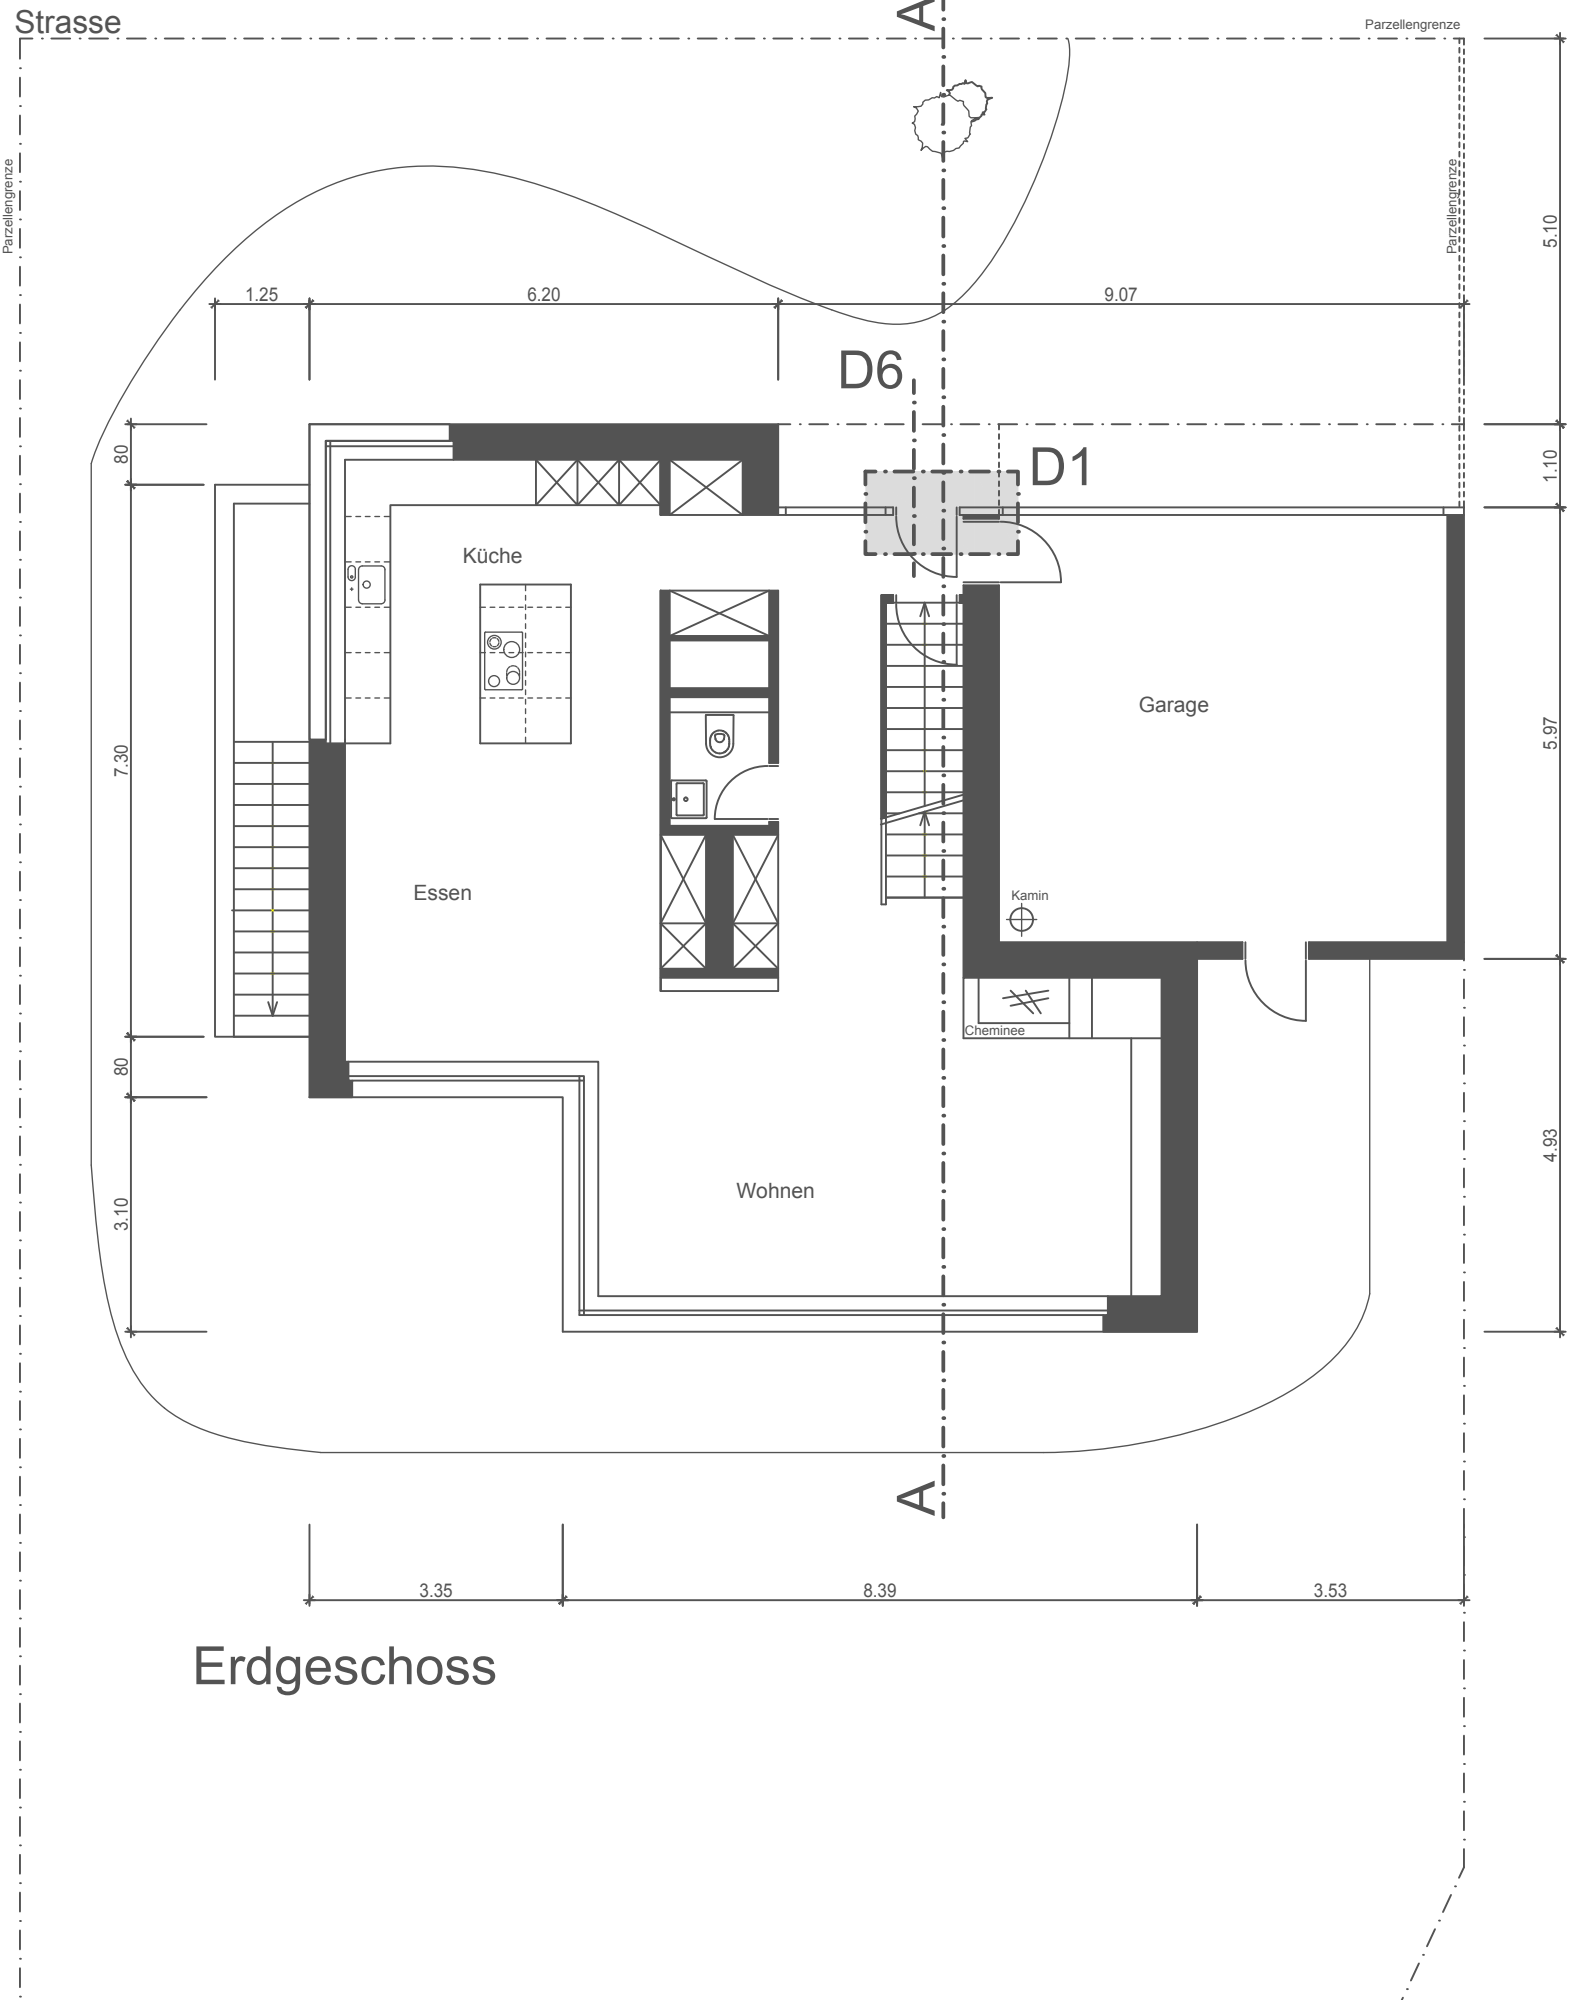 Strasse
A
Parzellengrenze
Parzellengrenze
Parzellengrenze
5.10
1.25
6.20
9.07
D6
80
D1
1.10
Küche
Garage
7.30
5.97
Essen
Kamin
Cheminee
80
4.93
Wohnen
3.10
A
3.35
8.39
3.53
Erdgeschoss